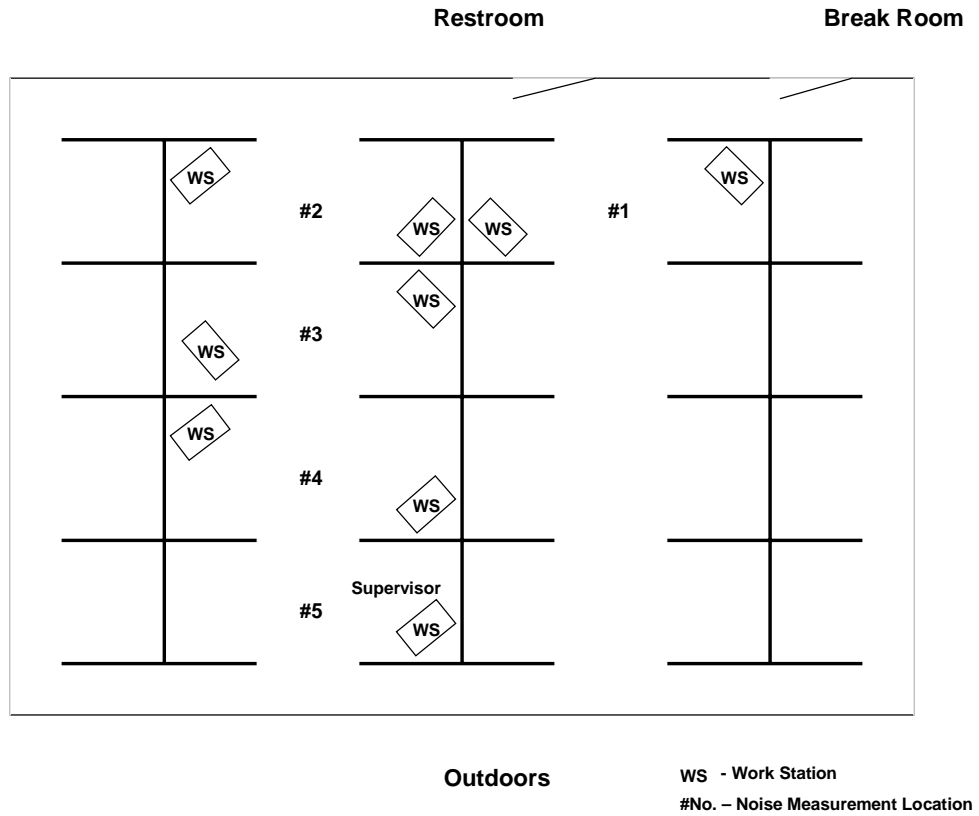 Restroom
Break Room
WS
WS
#2
#1
WS
WS
WS
#3
WS
WS
#4
WS
Supervisor
#5
WS
Outdoors
WS - Work Station
#No. – Noise Measurement Location